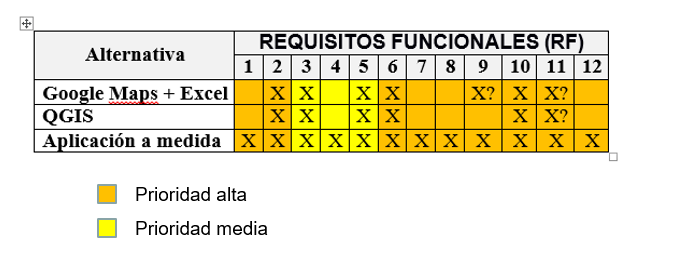 Alternativa REQUISITOS FUNCIONALES (RF)
1 2 3 4 5 6 7 8 9 10 11 12
Google Maps + Excel X X X X X? X X?
QGIS X X X X X X?
Aplicación a medida X X X X X X X X X X X X
Prioridad alta
Prioridad media